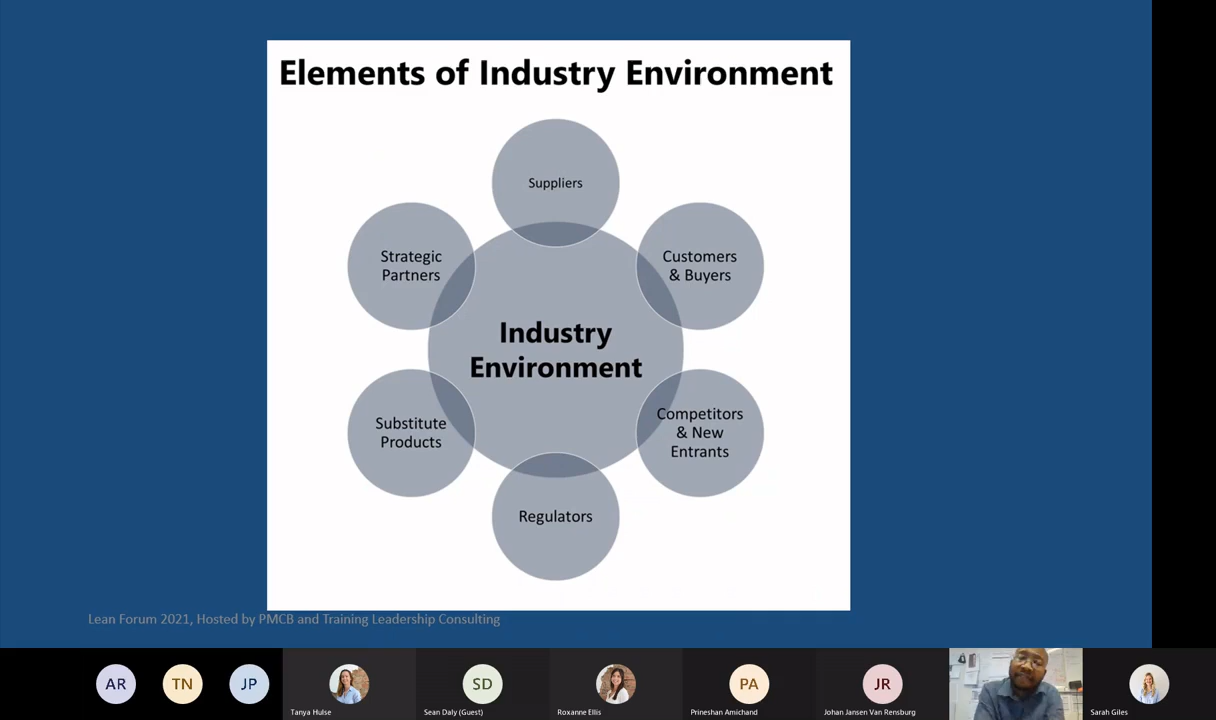 Elements of Industry Environment
Suppliers
Strategic
Partners
Customers
& Buyers
Industry
Environment
Substitute
Products
Competitors
& New
Entrants
Regulators
Lean Forum 2021, Hosted by PMCB and Training Leadership Consulting
AR
TN
JP
Tanya Hulse
SD
Sean Daly (Guest)
Roxanne Ellis
PA
Prineshan Amichand
JR
Johan Jansen Van Rensburg
Sarah Giles